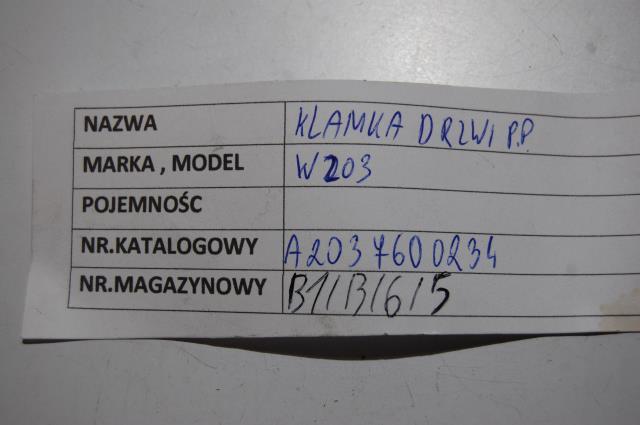 NAZWA KLAMKA DRZWI P.P
MARKA , MODEL W203
POJEMNOŚC
NR.KATALOGOWY A2037600234
NR.MAGAZYNOWY B1/B/6/5